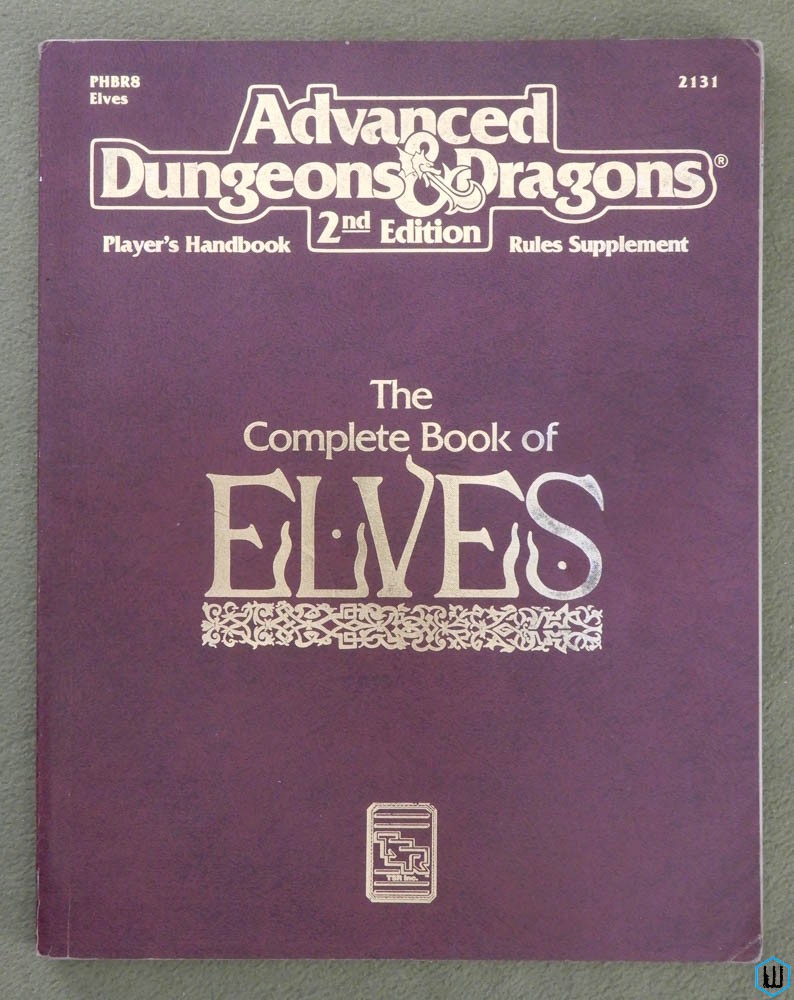 PHBR8
Elves
2131
Advanced
Dungeons & Dragons®
2nd Edition
Player's Handbook
Rules Supplement
The
Complete Book of
ELVES
TSR
TSR Inc.
W